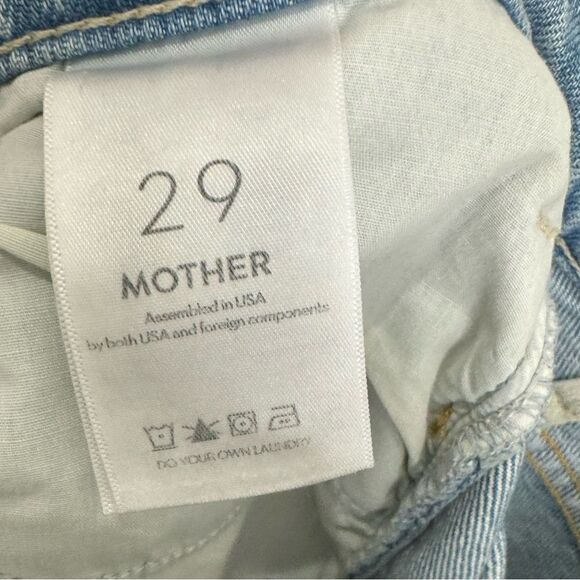 29
MOTHER
Assembled in USA
by both USA and foreign components
DO YOUR OWN LAUNDRY